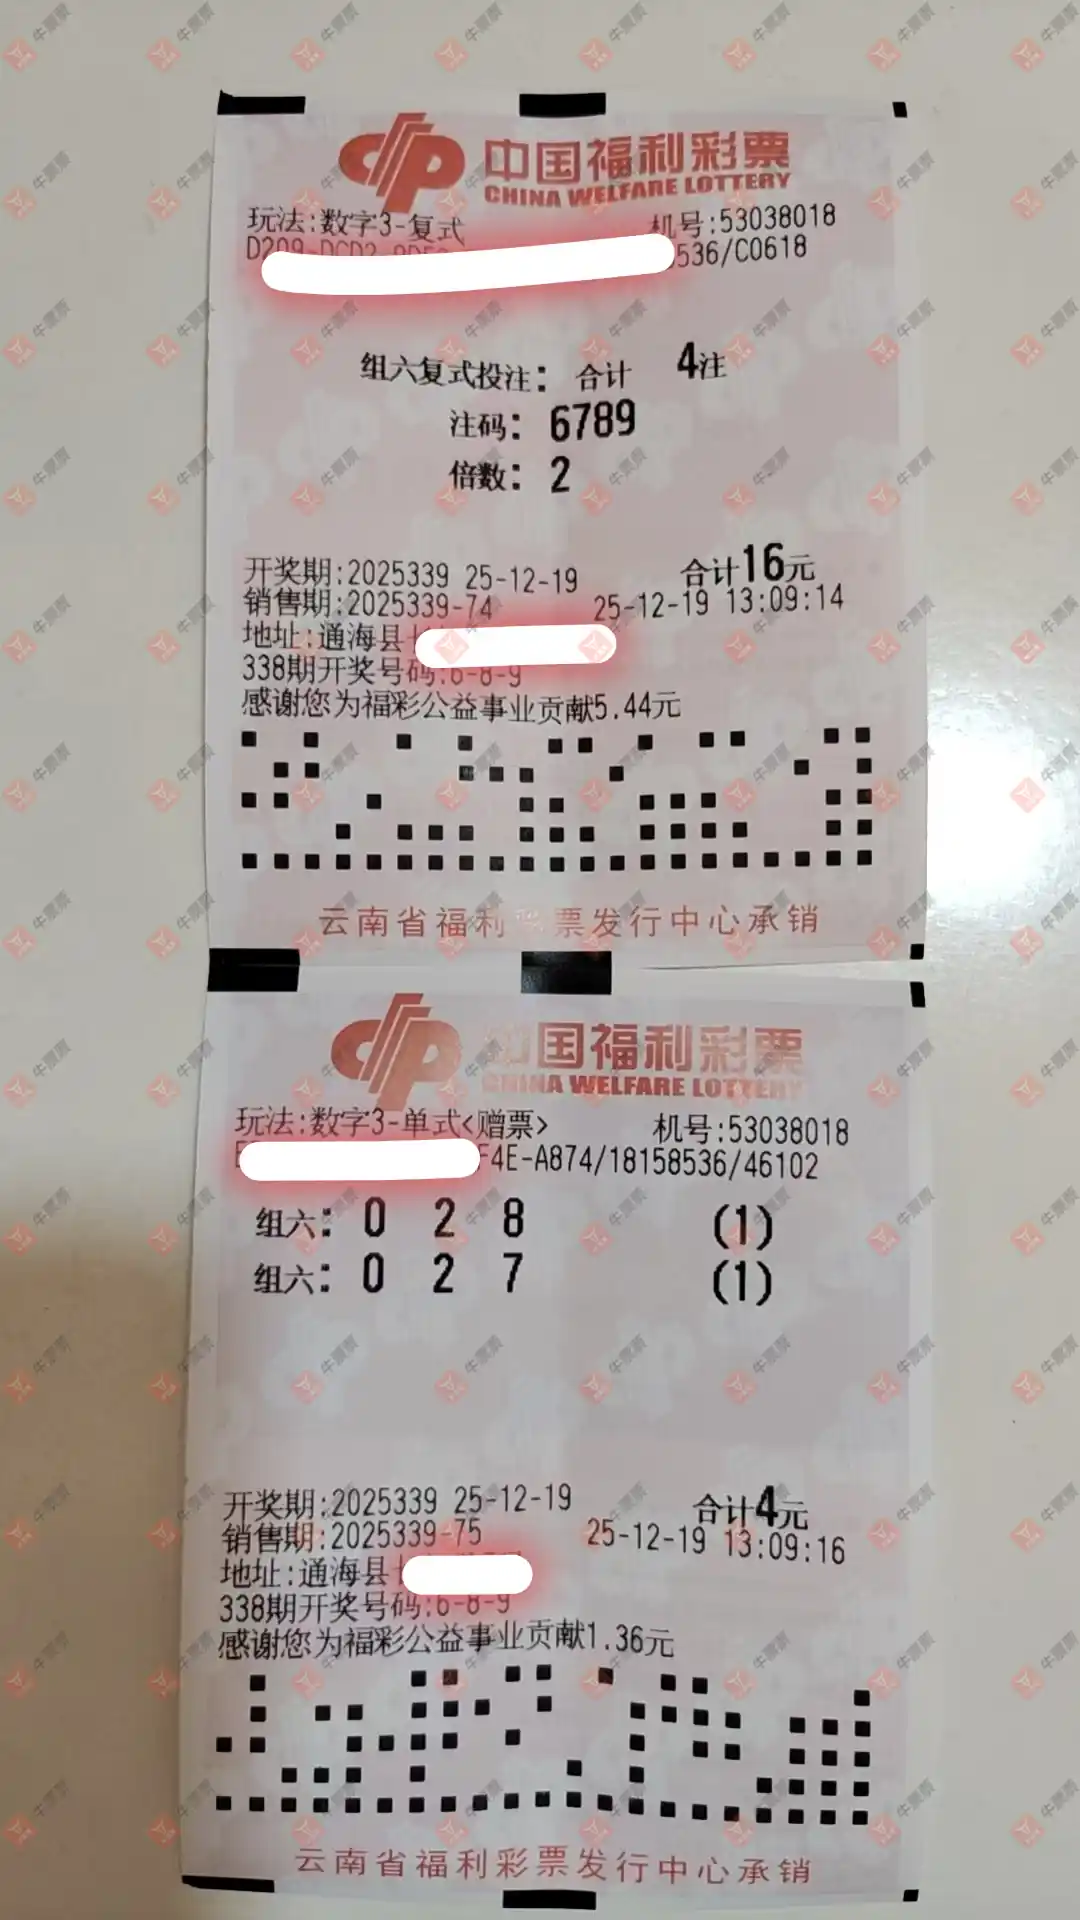 中国福利彩票
CHINA WELFARE LOTTERY
玩法:数字3-复式 机号:53038018
D209-DCD2 536/C0618
组六复式投注: 合计 4注
注码: 6789
倍数: 2
开奖期:2025339 25-12-19 合计16元
销售期:2025339-74 25-12-19 13:09:14
地址:通海县
338期开奖号码:6-8-9
感谢您为福彩公益事业贡献5.44元
云南省福利彩票发行中心承销
中国福利彩票
CHINA WELFARE LOTTERY
玩法:数字3-单式<赠票> 机号:53038018
F4E-A874/18158536/46102
组六: 0 2 8 (1)
组六: 0 2 7 (1)
开奖期:2025339 25-12-19 合计4元
销售期:2025339-75 25-12-19 13:09:16
地址:通海县
338期开奖号码:6-8-9
感谢您为福彩公益事业贡献1.36元
云南省福利彩票发行中心承销
牛票票